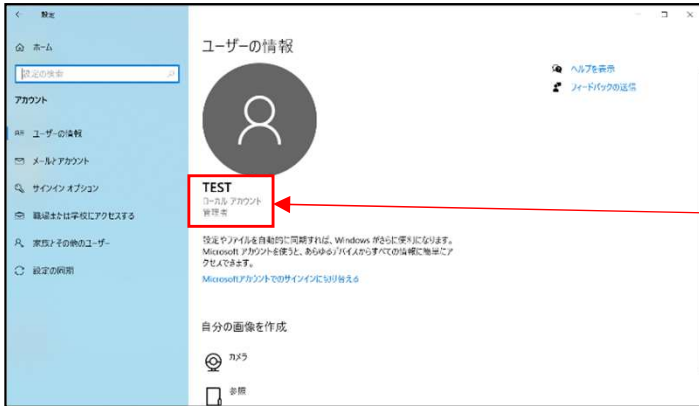 設定
ホーム
設定の検索
アカウント
ユーザーの情報
メールとアカウント
サインイン オプション
職場または学校にアクセスする
家族とその他のユーザー
設定の同期
ユーザーの情報
TEST
ローカル アカウント
管理者
設定やファイルを自動的に同期すれば、Windows がさらに便利になります。
Microsoft アカウントを使うと、あらゆるデバイスからすべての情報に簡単にア
クセスできます。
Microsoftアカウントでのサインインに切り替える
自分の画像を作成
カメラ
参照
ヘルプを表示
フィードバックの送信